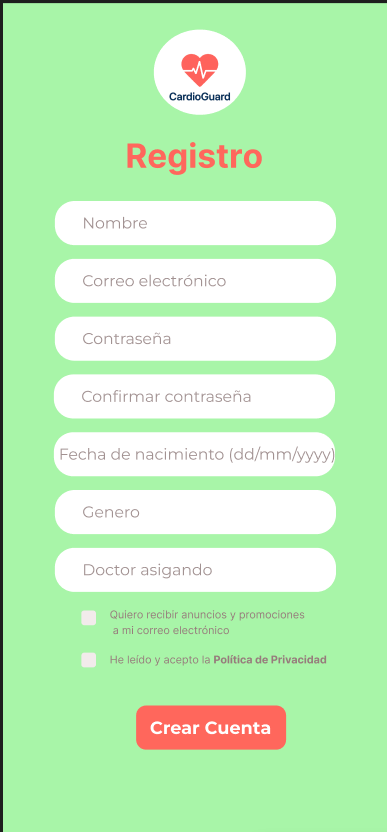 CardioGuard
Registro
Nombre
Correo electrónico
Contraseña
Confirmar contraseña
Fecha de nacimiento (dd/mm/yyyy)
Genero
Doctor asigando
Quiero recibir anuncios y promociones
a mi correo electrónico
He leído y acepto la Política de Privacidad
Crear Cuenta